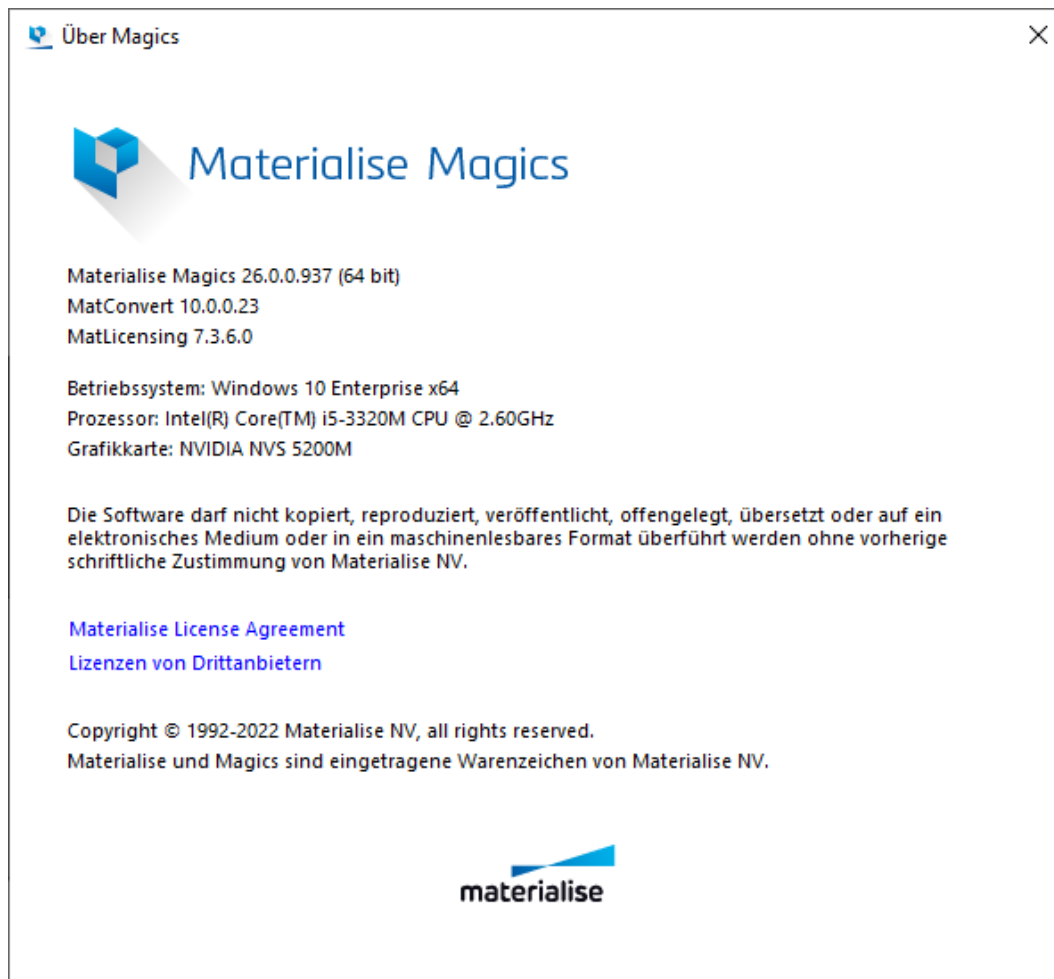 Über Magics
Materialise Magics
Materialise Magics 26.0.0.937 (64 bit)
MatConvert 10.0.0.23
MatLicensing 7.3.6.0
Betriebssystem: Windows 10 Enterprise x64
Prozessor: Intel(R) Core(TM) i5-3320M CPU @ 2.60GHz
Grafikkarte: NVIDIA NVS 5200M
Die Software darf nicht kopiert, reproduziert, veröffentlicht, offengelegt, übersetzt oder auf ein
elektronisches Medium oder in ein maschinenlesbares Format überführt werden ohne vorherige
schriftliche Zustimmung von Materialise NV.
Materialise License Agreement
Lizenzen von Drittanbietern
Copyright © 1992-2022 Materialise NV, all rights reserved.
Materialise und Magics sind eingetragene Warenzeichen von Materialise NV.
materialise